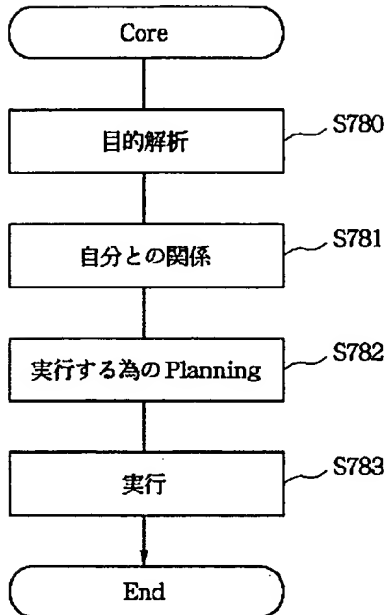 Core
目的解析
S780
自分との関係
S781
実行する為のPlanning
S782
実行
S783
End